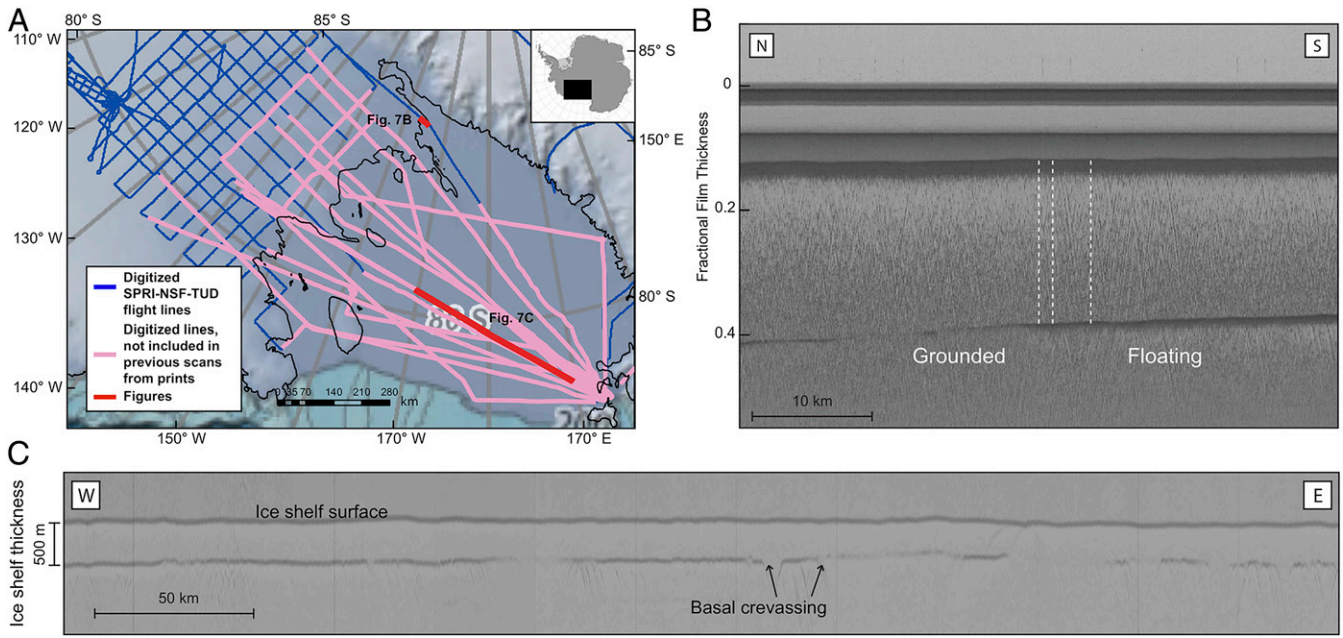 A
80° S
85° S
110° W
120° W
130° W
140° W
150° W
170° W
170° E
85° S
150° E
80° S
Fig. 7B
Fig. 7C
80 S
Digitized
SPRI-NSF-TUD
flight lines
Digitized lines,
not included in
previous scans
from prints
Figures
0 35 70 140 210 280
km
B
N
S
Fractional Film Thickness
0
0.2
0.4
Grounded
Floating
10 km
C
W
E
Ice shelf thickness
500 m
Ice shelf surface
Basal crevassing
50 km